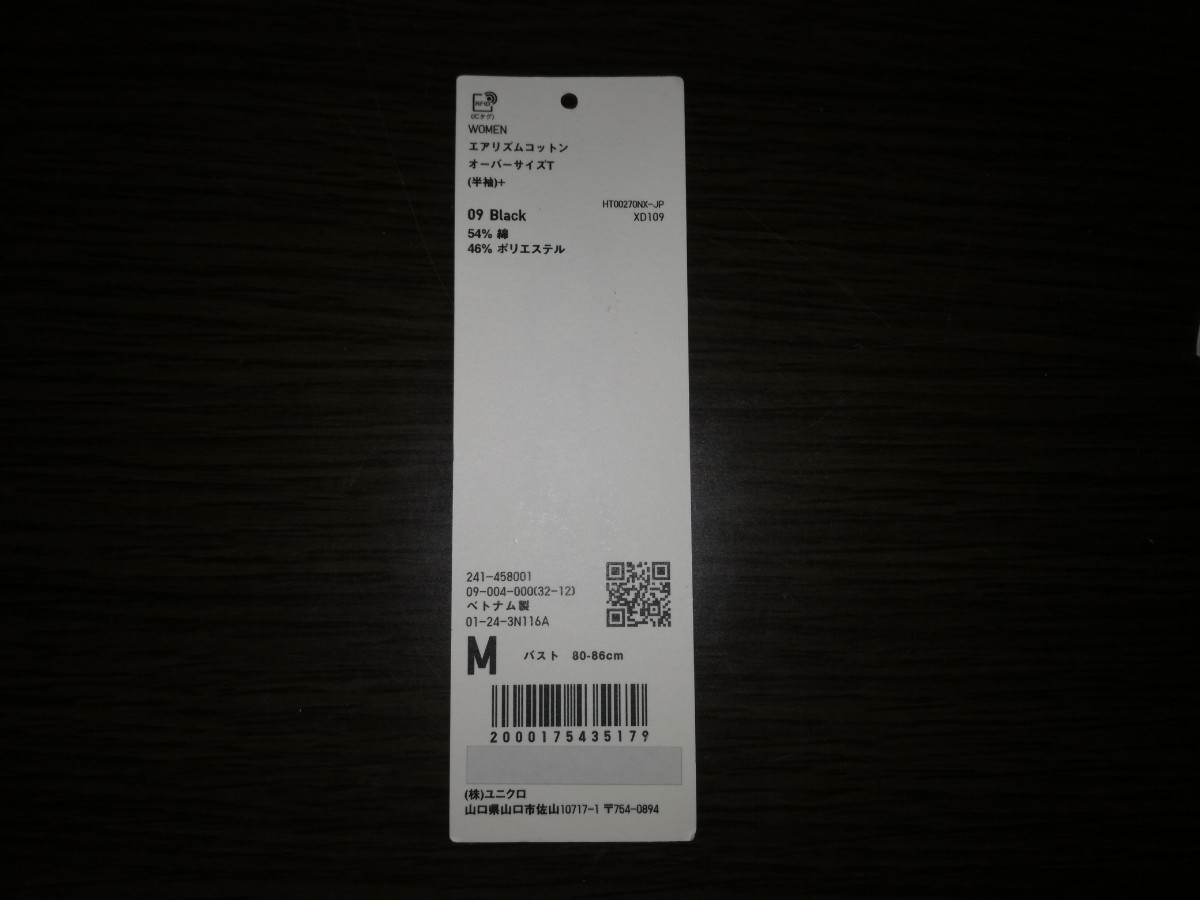 RFID
(ICタグ)
WOMEN
エアリズムコットン
オーバーサイズT
(半袖)+
HT00270NX-JP
09 Black
XD109
54% 綿
46% ポリエステル
241-458001
09-004-000(32-12)
ベトナム製
01-24-3N116A
M バスト 80-86cm
2000175435179
(株)ユニクロ
山口県山口市佐山10717-1 〒754-0894